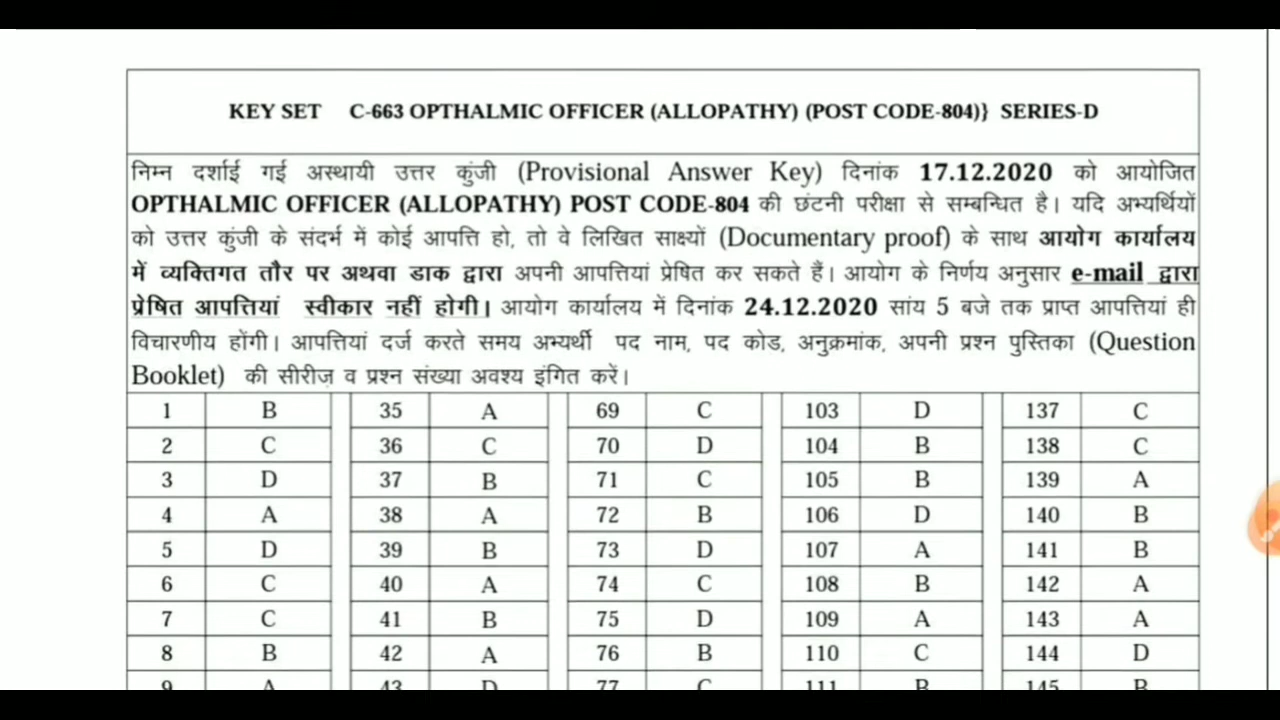 KEY SET C-663 OPTHALMIC OFFICER (ALLOPATHY) (POST CODE-804)} SERIES-D
निम्न दर्शाई गई अस्थायी उत्तर कुंजी (Provisional Answer Key) दिनांक 17.12.2020 को आयोजित
OPTHALMIC OFFICER (ALLOPATHY) POST CODE-804 की छंटनी परीक्षा से सम्बन्धित है। यदि अभ्यर्थियों
को उत्तर कुंजी के संदर्भ में कोई आपत्ति हो, तो वे लिखित साक्ष्यों (Documentary proof) के साथ आयोग कार्यालय
में व्यक्तिगत तौर पर अथवा डाक द्वारा अपनी आपत्तियां प्रेषित कर सकते हैं। आयोग के निर्णय अनुसार e-mail द्वारा
प्रेषित आपत्तियां स्वीकार नहीं होगी। आयोग कार्यालय में दिनांक 24.12.2020 सांय 5 बजे तक प्राप्त आपत्तियां ही
विचारणीय होंगी। आपत्तियां दर्ज करते समय अभ्यर्थी पद नाम, पद कोड, अनुक्रमांक, अपनी प्रश्न पुस्तिका (Question
Booklet) की सीरीज़ व प्रश्न संख्या अवश्य इंगित करें।
1 B 35 A 69 C 103 D 137 C
2 C 36 C 70 D 104 B 138 C
3 D 37 B 71 C 105 B 139 A
4 A 38 A 72 B 106 D 140 B
5 D 39 B 73 D 107 A 141 B
6 C 40 A 74 C 108 B 142 A
7 C 41 B 75 D 109 A 143 A
8 B 42 A 76 B 110 C 144 D
9 A 43 D 77 C 111 B 145 B